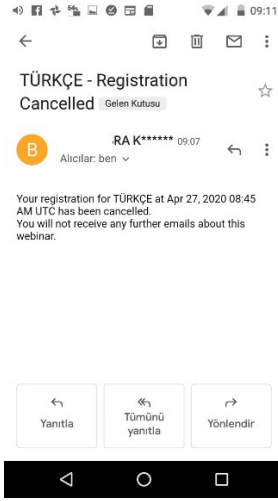 09:11
TÜRKÇE - Registration
Cancelled Gelen Kutusu
B
RA K****** 09:07
Alıcılar: ben
Your registration for TÜRKÇE at Apr 27, 2020 08:45
AM UTC has been cancelled.
You will not receive any further emails about this
webinar.
Yanıtla
Tümünü
yanıtla
Yönlendir